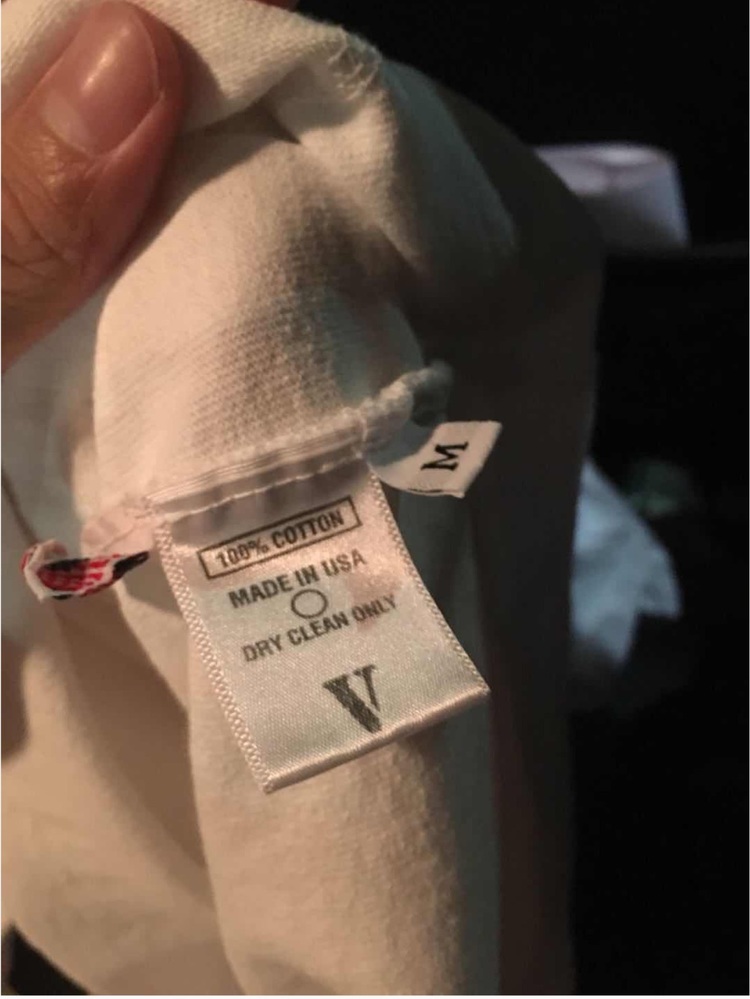 M
100% COTTON
MADE IN USA
DRY CLEAN ONLY
V